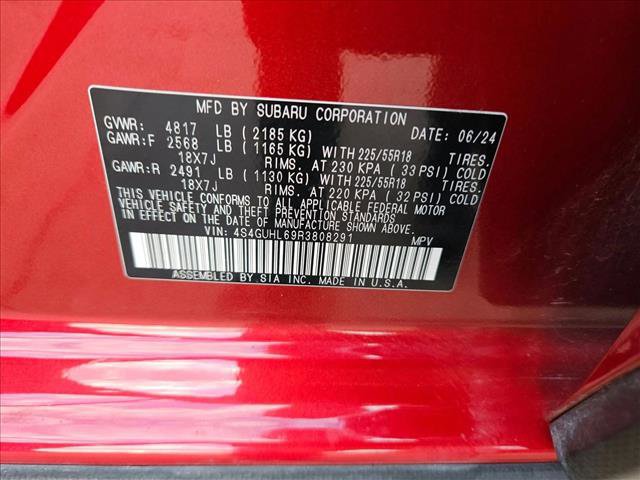 MFD BY SUBARU CORPORATION
GVWR: 4817 LB (2185 KG) DATE: 06/24
GAWR:F 2568 LB (1165 KG) WITH 225/55R18 TIRES.
18X7J RIMS. AT 230 KPA (33 PSI) COLD
GAWR:R 2491 LB (1130 KG) WITH 225/55R18 TIRES.
18X7J RIMS. AT 220 KPA (32 PSI) COLD
THIS VEHICLE CONFORMS TO ALL APPLICABLE FEDERAL MOTOR
VEHICLE SAFETY, BUMPER, AND THEFT PREVENTION STANDARDS
IN EFFECT ON THE DATE OF MANUFACTURE SHOWN ABOVE.
VIN: 4S4GUHL69R3808291 MPV
ASSEMBLED BY SIA INC. MADE IN U.S.A.